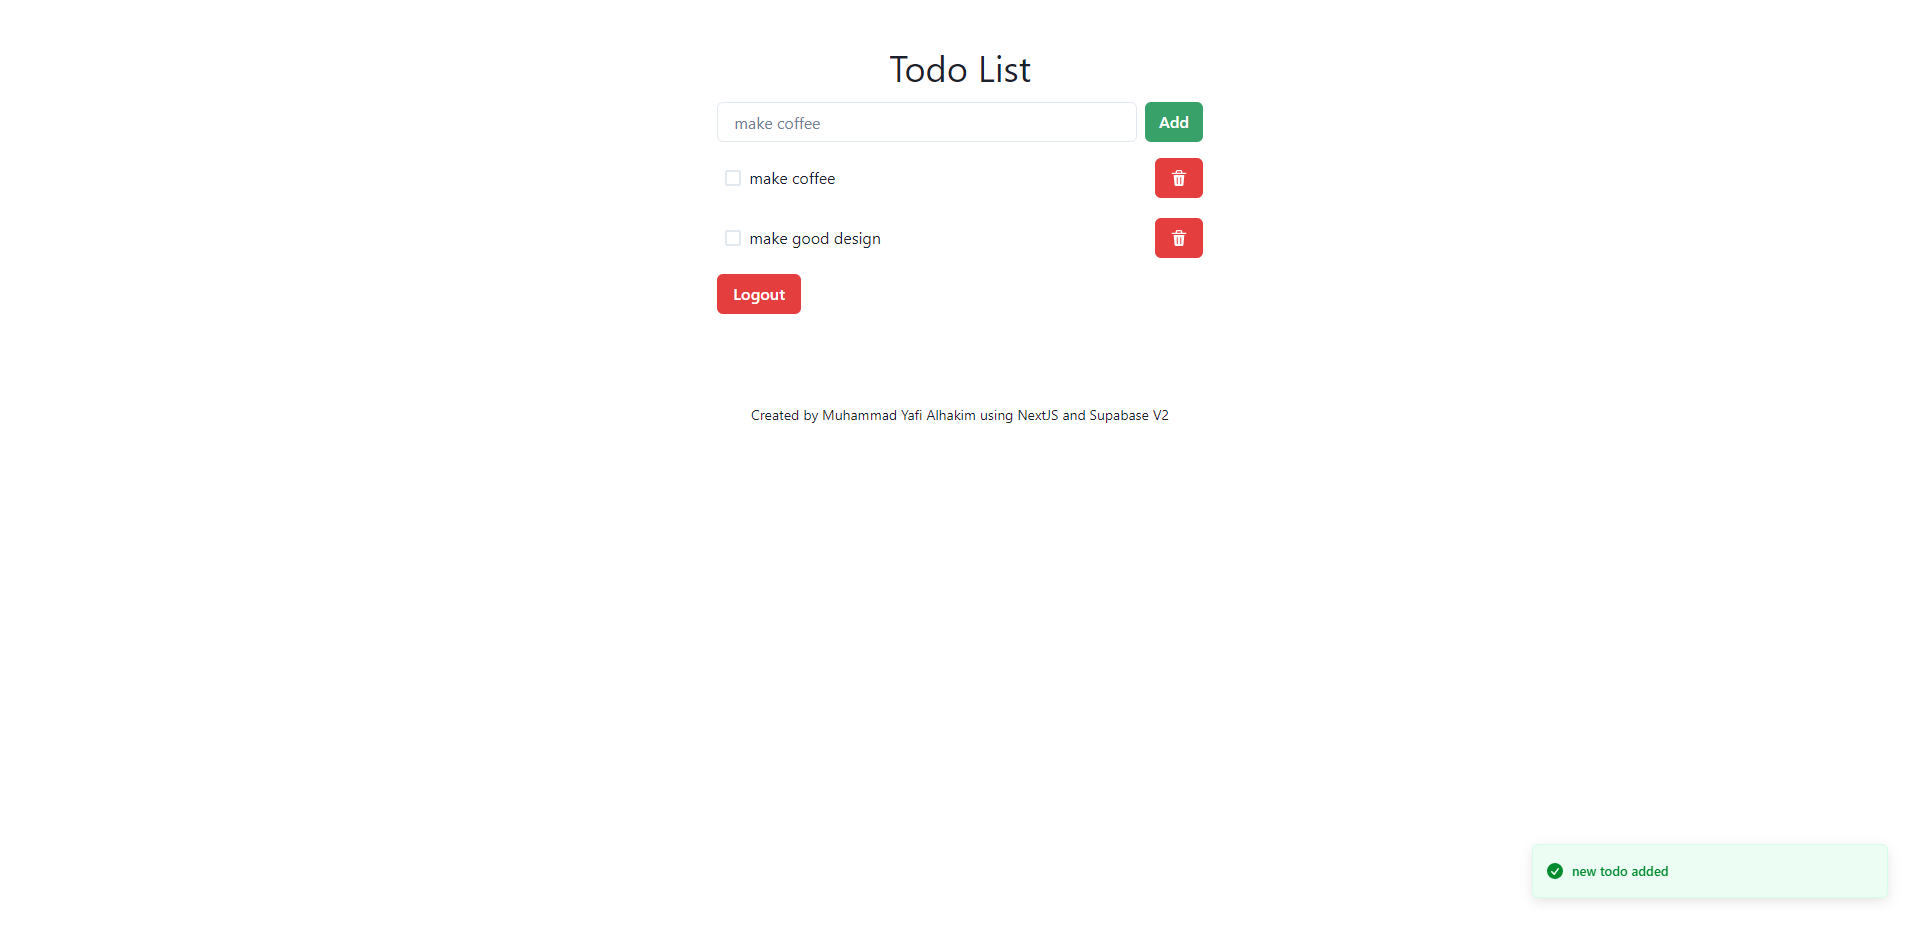 Todo List
make coffee
Add
make coffee
make good design
Logout
Created by Muhammad Yafi Alhakim using NextJS and Supabase V2
new todo added